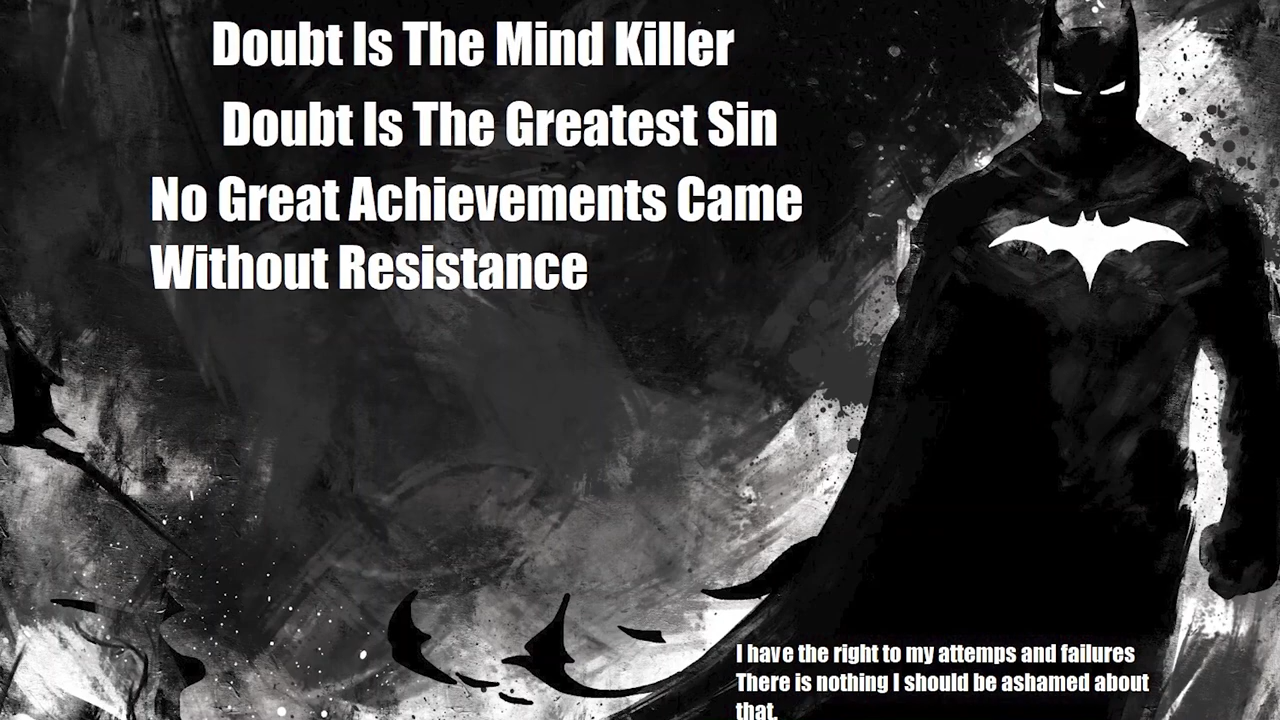 Doubt Is The Mind Killer
Doubt Is The Greatest Sin
No Great Achievements Came
Without Resistance
I have the right to my attemps and failures
There is nothing I should be ashamed about
that.